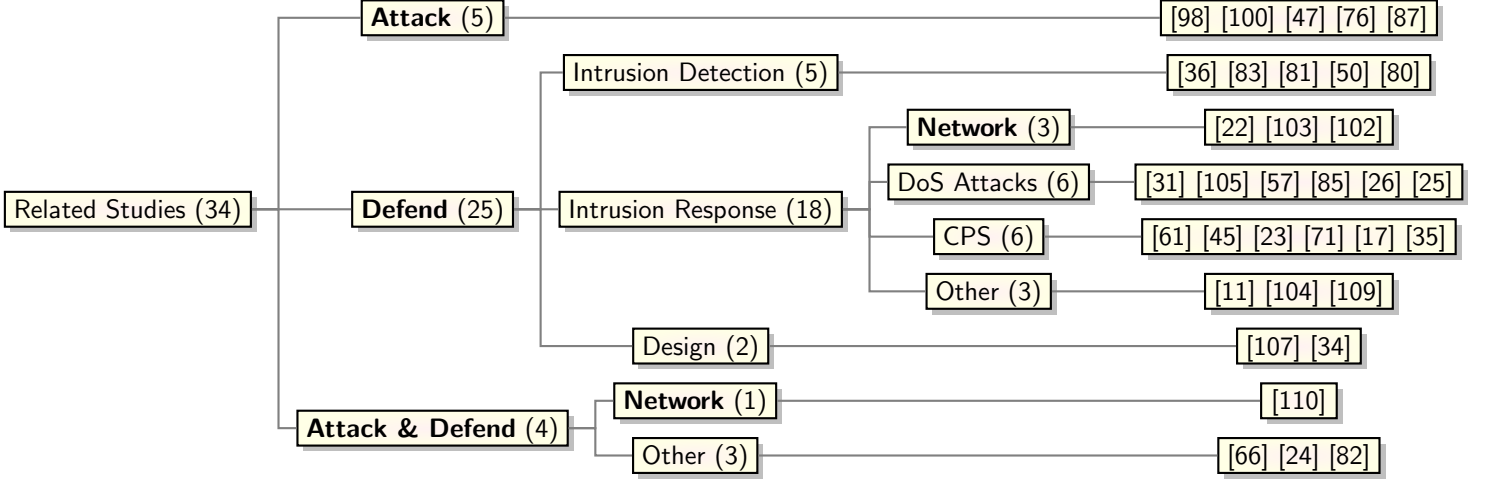 Attack (5) [98] [100] [47] [76] [87]
Intrusion Detection (5) [36] [83] [81] [50] [80]
Network (3) [22] [103] [102]
DoS Attacks (6) [31] [105] [57] [85] [26] [25]
Related Studies (34) Defend (25) Intrusion Response (18)
CPS (6) [61] [45] [23] [71] [17] [35]
Other (3) [11] [104] [109]
Design (2) [107] [34]
Network (1) [110]
Attack & Defend (4)
Other (3) [66] [24] [82]